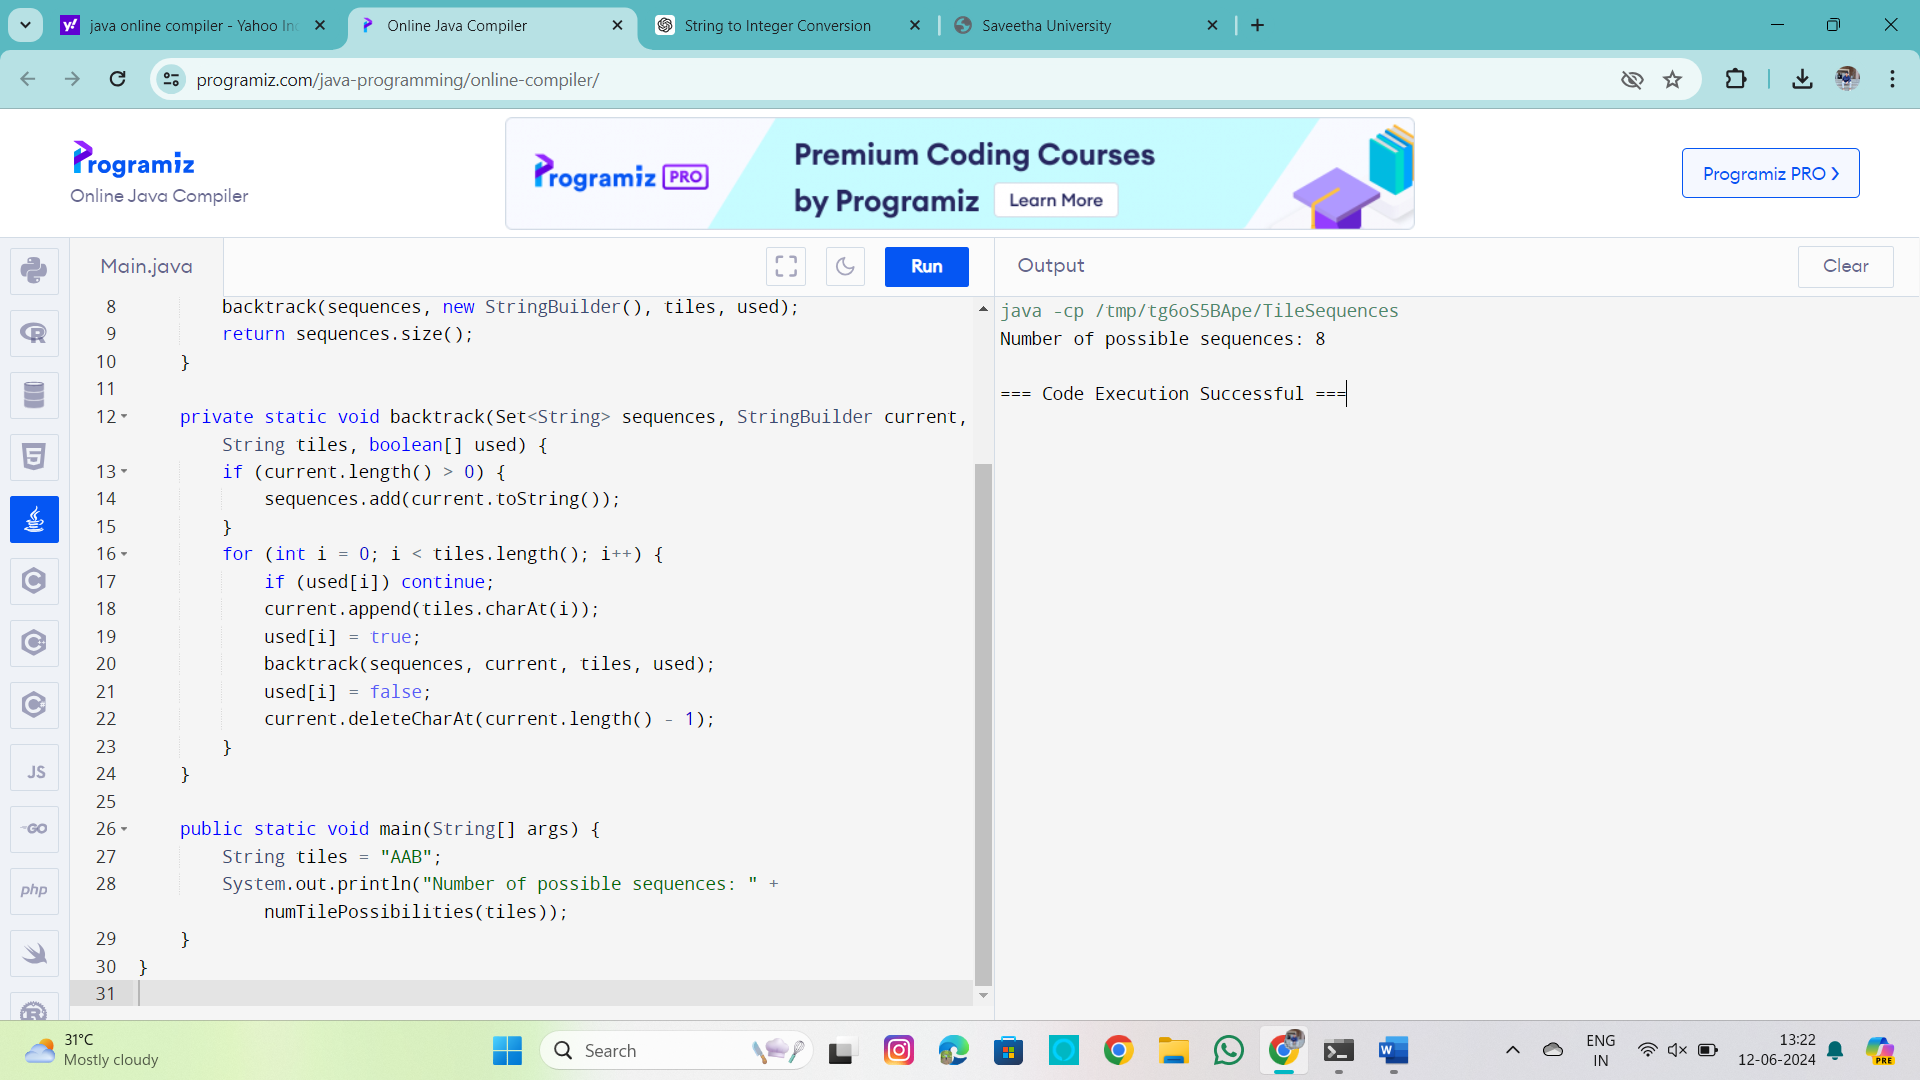 java online compiler - Yahoo In
Online Java Compiler
String to Integer Conversion
Saveetha University
programiz.com/java-programming/online-compiler/
Programiz
Online Java Compiler
Programiz PRO
Premium Coding Courses
by Programiz
Learn More
Programiz PRO
Main.java
Run
Output
Clear
8 backtrack(sequences, new StringBuilder(), tiles, used);
9 return sequences.size();
10 }
11
12 private static void backtrack(Set<String> sequences, StringBuilder current,
String tiles, boolean[] used) {
13 if (current.length() > 0) {
14 sequences.add(current.toString());
15 }
16 for (int i = 0; i < tiles.length(); i++) {
17 if (used[i]) continue;
18 current.append(tiles.charAt(i));
19 used[i] = true;
20 backtrack(sequences, current, tiles, used);
21 used[i] = false;
22 current.deleteCharAt(current.length() - 1);
23 }
24 }
25
26 public static void main(String[] args) {
27 String tiles = "AAB";
28 System.out.println("Number of possible sequences: " +
numTilePossibilities(tiles));
29 }
30 }
31
java -cp /tmp/tg6oS5BApe/TileSequences
Number of possible sequences: 8
=== Code Execution Successful ===
JS
GO
php
31°C
Mostly cloudy
Search
ENG
IN
13:22
12-06-2024
PRE